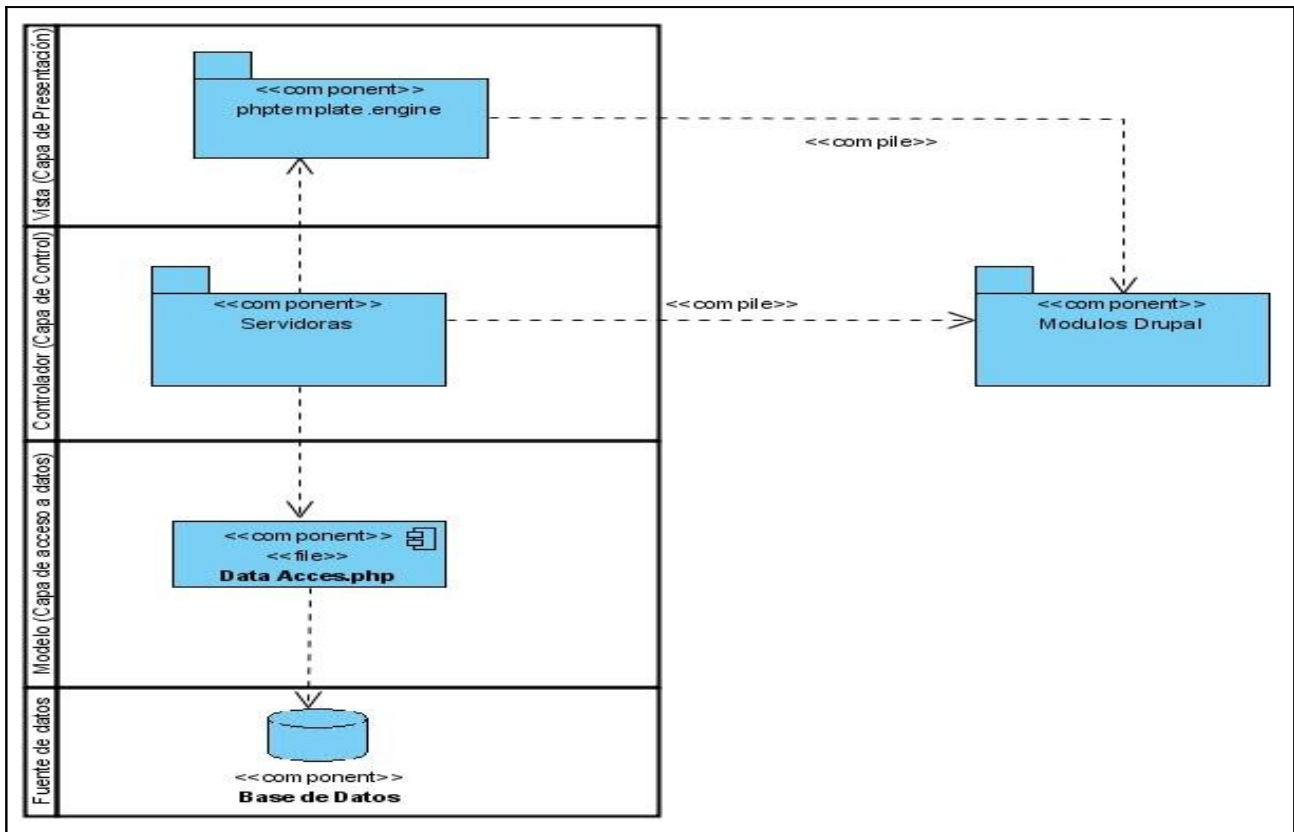 Vista (Capa de Presentación)
<<component>>
phptemplate.engine
<<compile>>
Controlador (Capa de Control)
<<component>>
Servidoras
<<compile>>
<<component>>
Modulos Drupal
Modelo (Capa de acceso a datos)
<<component>>
<<file>>
Data Acces.php
Fuente de datos
<<component>>
Base de Datos